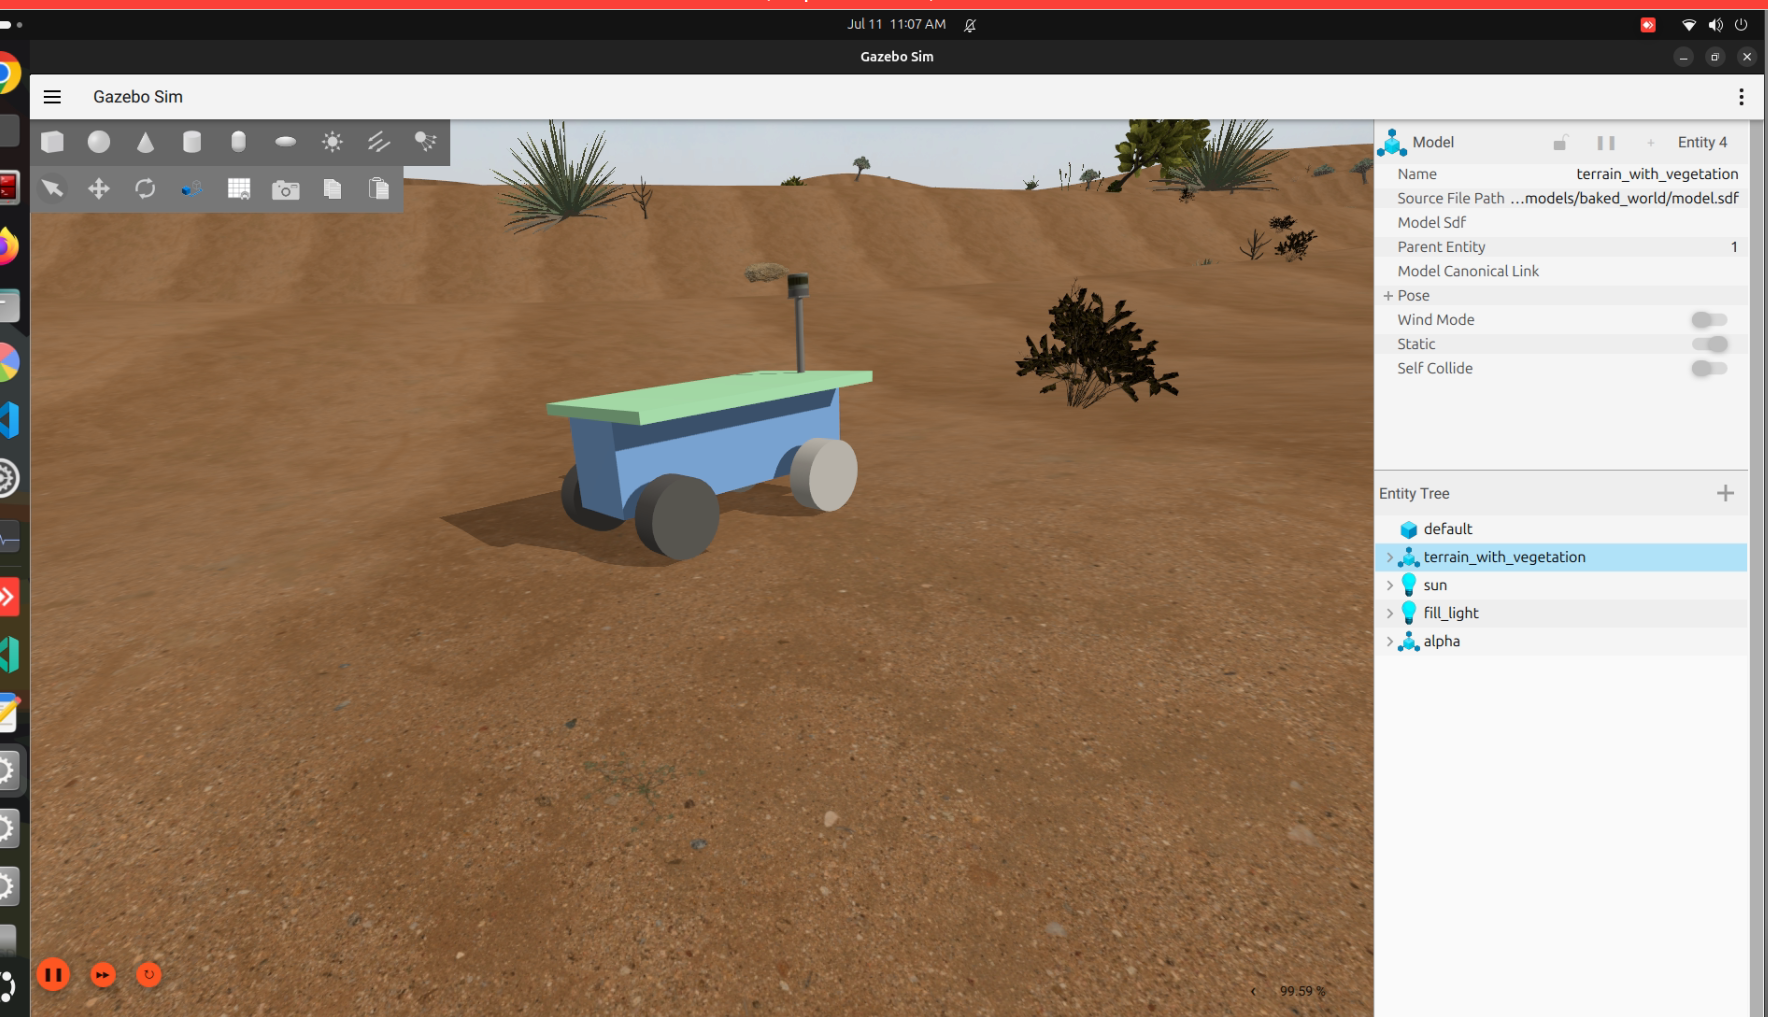 Jul 11 11:07 AM
Gazebo Sim
Gazebo Sim
Model
Entity 4
Name
terrain_with_vegetation
Source File Path
...models/baked_world/model.sdf
Model Sdf
Parent Entity
1
Model Canonical Link
+ Pose
Wind Mode
Static
Self Collide
Entity Tree
default
terrain_with_vegetation
sun
fill_light
alpha
99.59 %